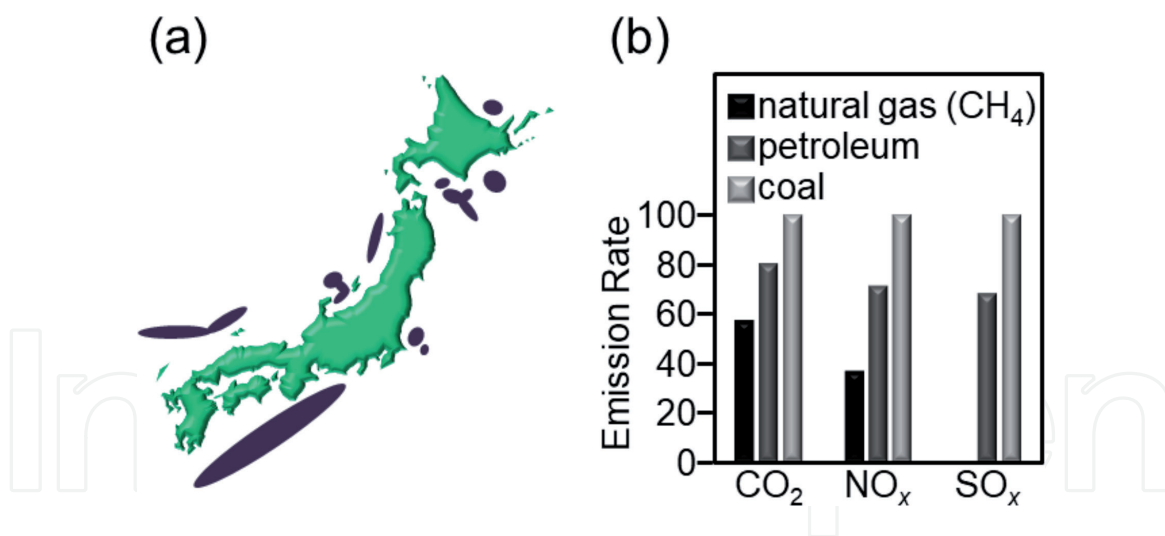 (a)
(b)
natural gas (CH₄)
petroleum
coal
Emission Rate
100
80
60
40
20
0
CO₂ NOₓ SOₓ